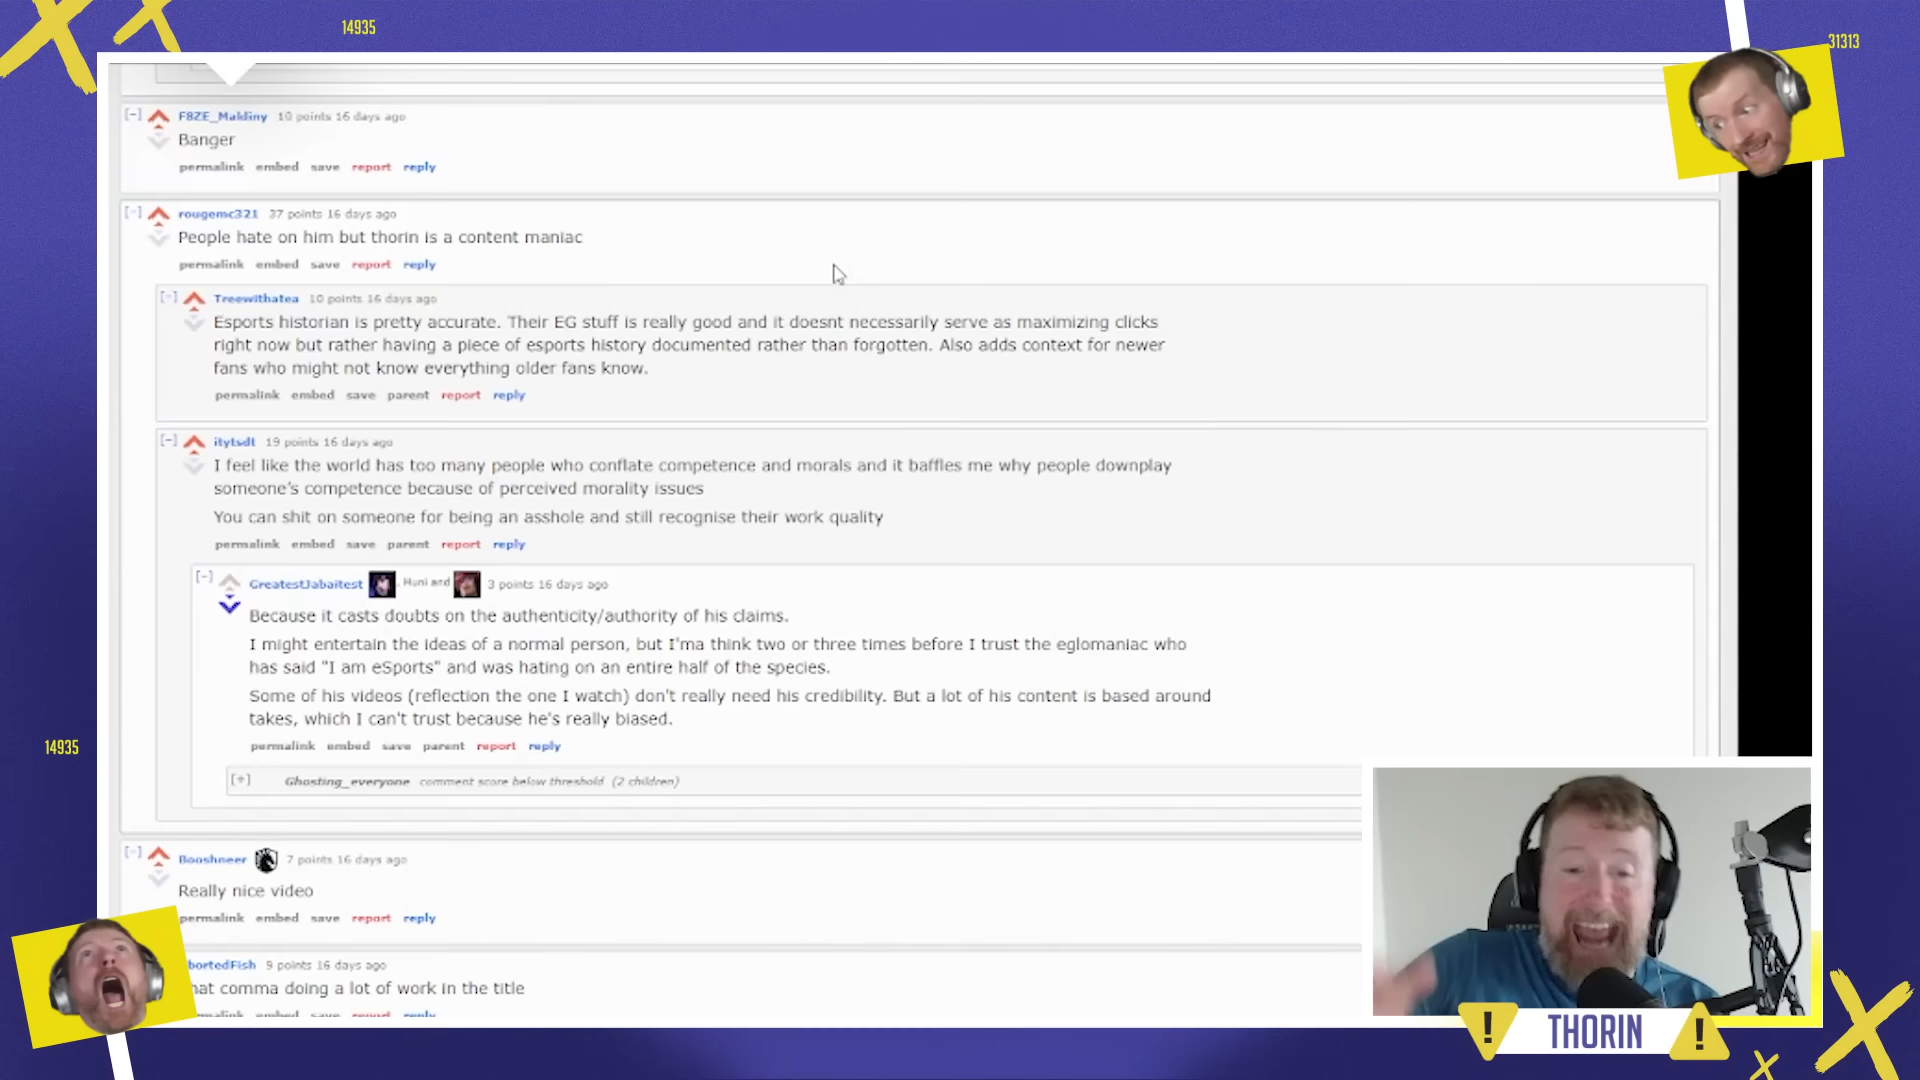 14935
31313
[-] F8ZE_Makliny 10 points 16 days ago
Banger
permalink embed save report reply
[-] rougemc321 37 points 16 days ago
People hate on him but thorin is a content maniac
permalink embed save report reply
[-] Treewithatea 10 points 16 days ago
Esports historian is pretty accurate. Their EG stuff is really good and it doesnt necessarily serve as maximizing clicks
right now but rather having a piece of esports history documented rather than forgotten. Also adds context for newer
fans who might not know everything older fans know.
permalink embed save parent report reply
[-] itytsdt 19 points 16 days ago
I feel like the world has too many people who conflate competence and morals and it baffles me why people downplay
someone's competence because of perceived morality issues
You can shit on someone for being an asshole and still recognise their work quality
permalink embed save parent report reply
[-] GreatestJabaitest , Huni and 3 points 16 days ago
Because it casts doubts on the authenticity/authority of his claims.
I might entertain the ideas of a normal person, but I'ma think two or three times before I trust the eglomaniac who
has said "I am eSports" and was hating on an entire half of the species.
Some of his videos (reflection the one I watch) don't really need his credibility. But a lot of his content is based around
takes, which I can't trust because he's really biased.
permalink embed save parent report reply
14935
[+] Ghosting_everyone comment score below threshold (2 children)
[-] Booshneer 7 points 16 days ago
Really nice video
permalink embed save report reply
bortedFish 9 points 16 days ago
hat comma doing a lot of work in the title
malink embed save report reply
! THORIN !